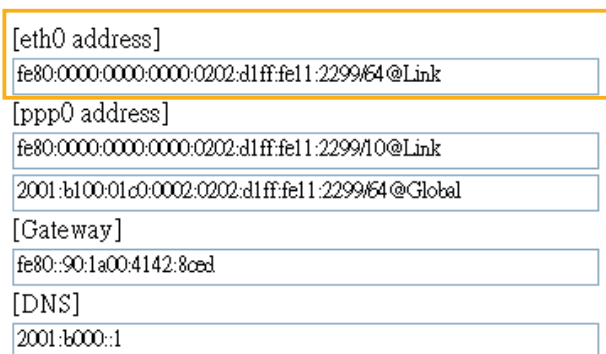 [eth0 address]
fe80:0000:0000:0000:0202:d1ff:fe11:2299/64@Link
[ppp0 address]
fe80:0000:0000:0000:0202:d1ff:fe11:2299/10@Link
2001:b100:01c0:0002:0202:d1ff:fe11:2299/64@Global
[Gateway]
fe80::90:1a00:4142:8ced
[DNS]
2001:b000::1